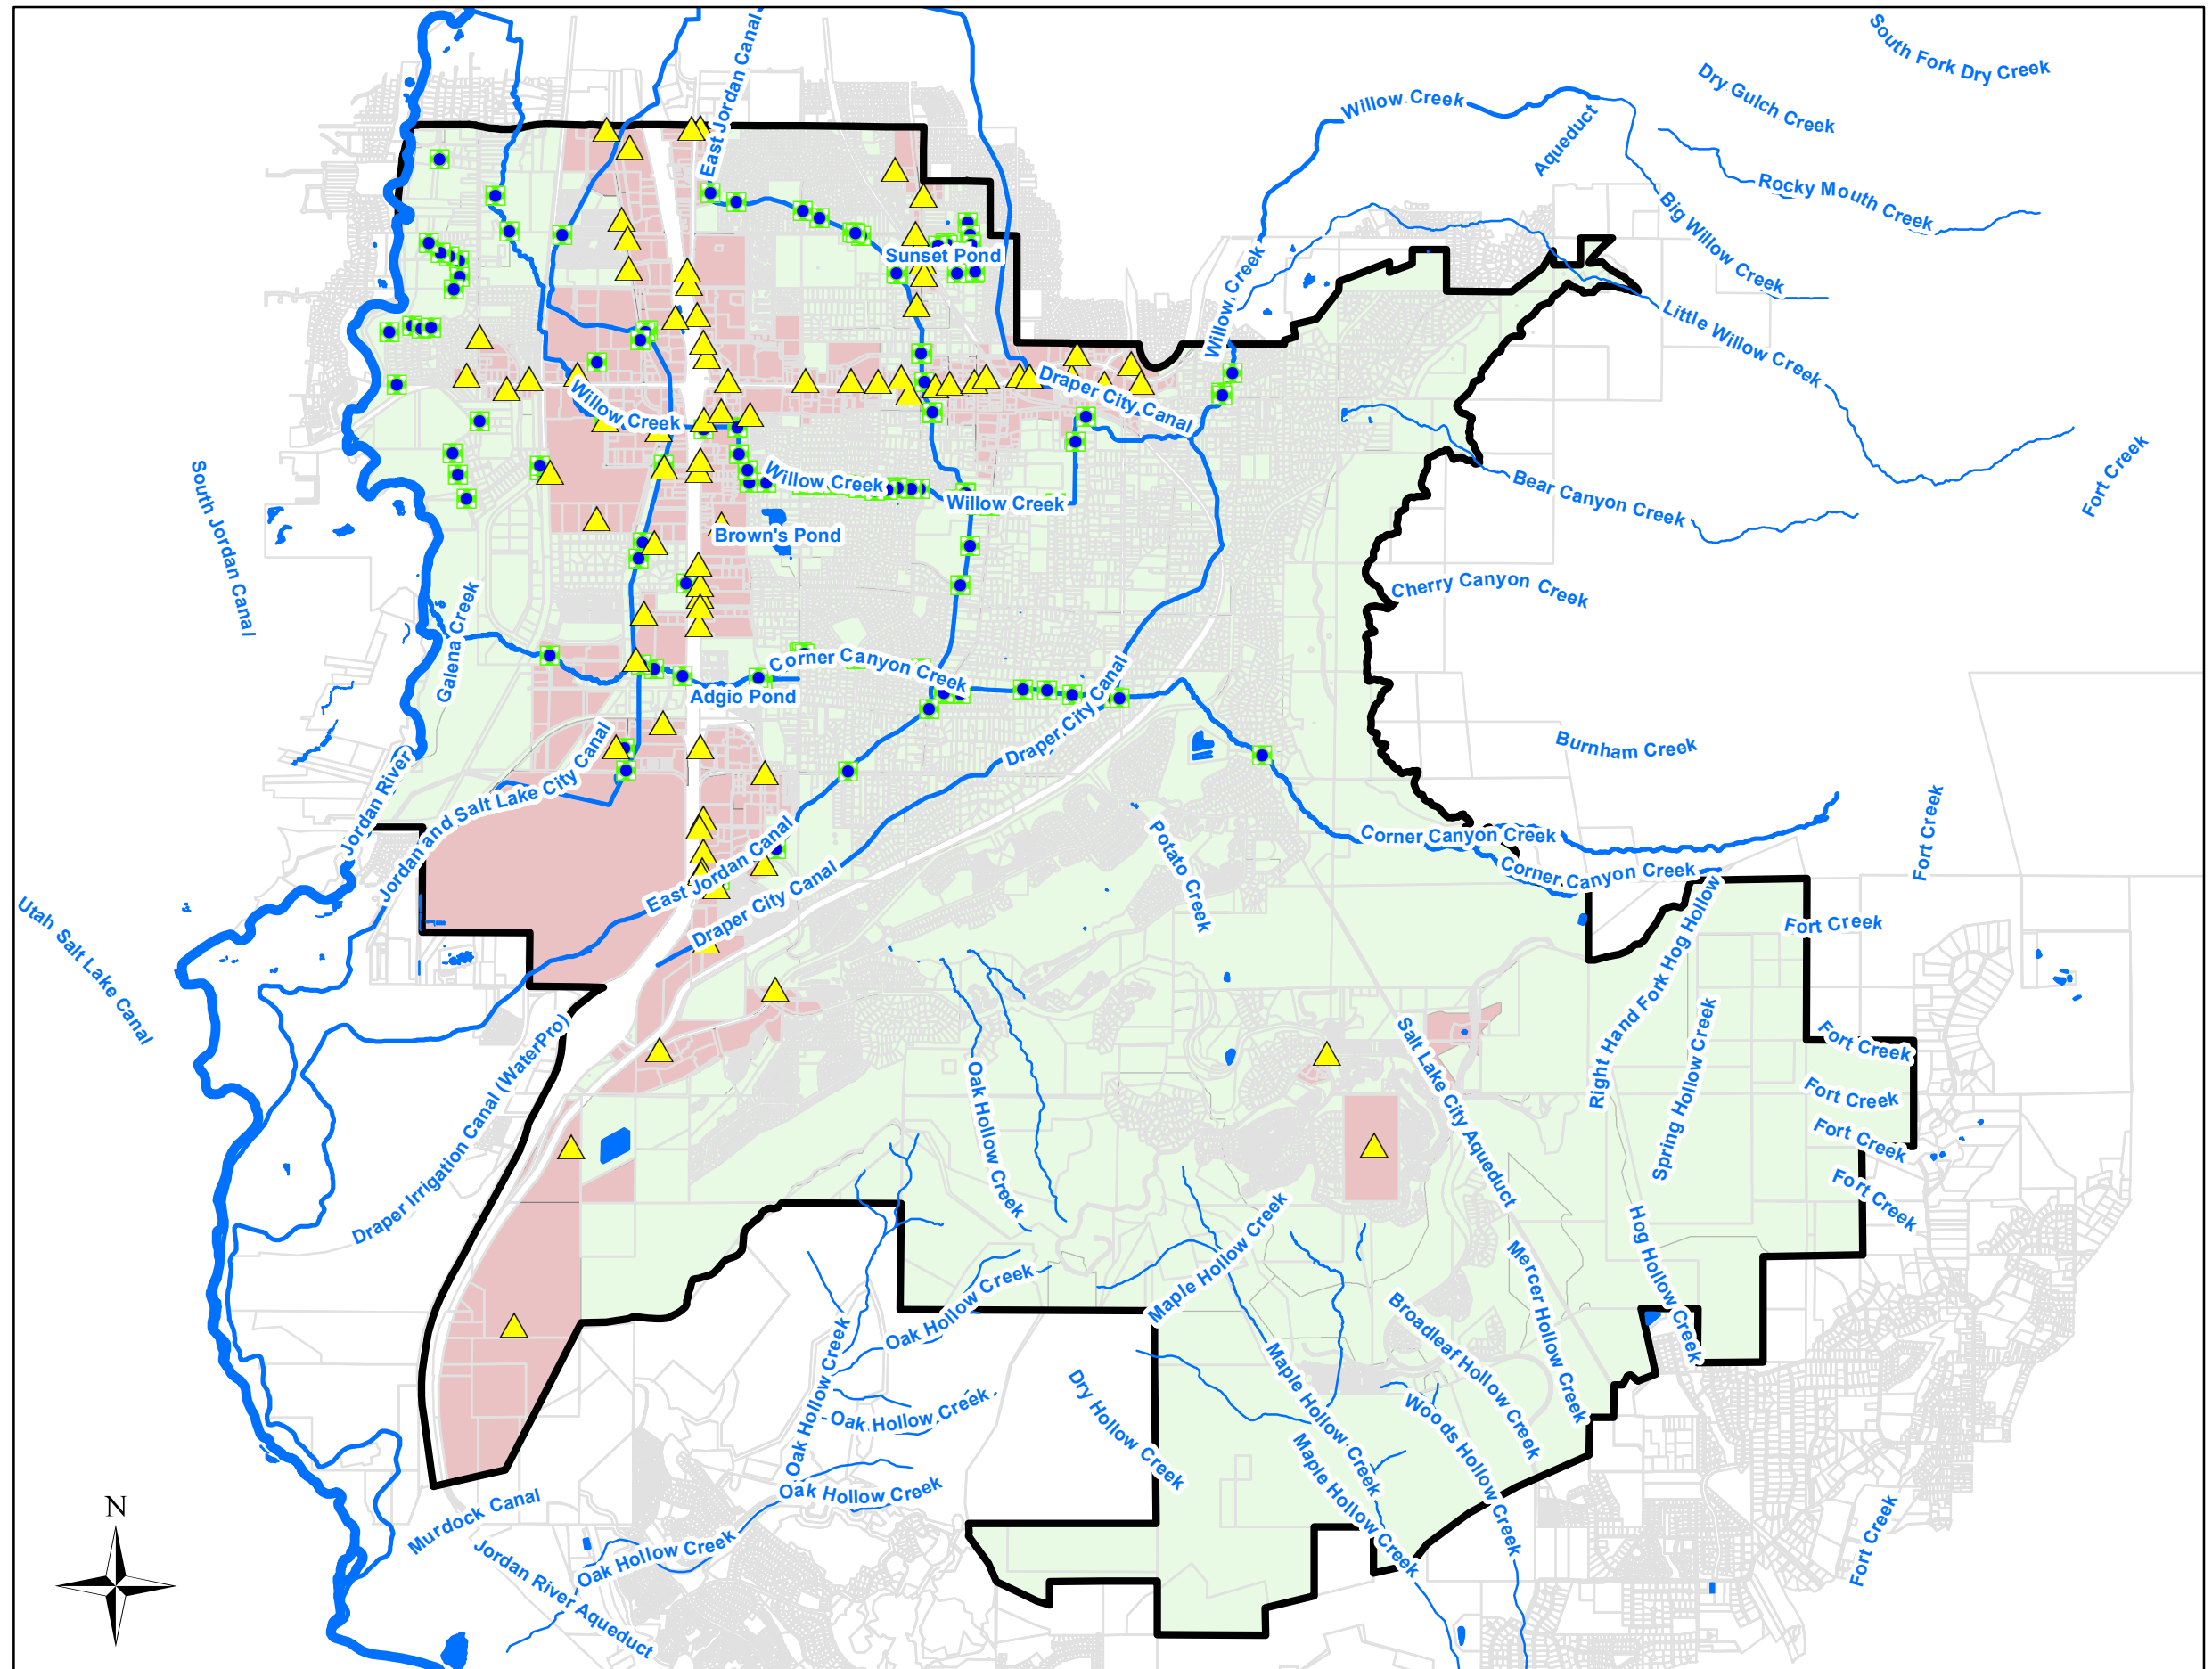 South Fork Dry Creek
Dry Gulch Creek
East Jordan Canal
Willow Creek
Aqueduct
Rocky Mouth Creek
Big Willow Creek
Sunset Pond
Willow Creek
Little Willow Creek
Draper City Canal
Willow Creek
Fort Creek
South Jordan Canal
Willow Creek
Willow Creek
Bear Canyon Creek
Brown's Pond
Cherry Canyon Creek
Galena Creek
Corner Canyon Creek
Adgio Pond
Draper City Canal
Burnham Creek
Jordan River
Jordan and Salt Lake City Canal
Potato Creek
Corner Canyon Creek
Corner Canyon Creek
Fort Creek
East Jordan Canal
Draper City Canal
Utah Salt Lake Canal
Right Hand Fork Hog Hollow
Fort Creek
Draper Irrigation Canal (WaterPro)
Oak Hollow Creek
Salt Lake City Aqueduct
Spring Hollow Creek
Fort Creek
Fort Creek
Fort Creek
Fort Creek
Maple Hollow Creek
Mercer Hollow Creek
Hog Hollow Creek
Oak Hollow Creek
Oak Hollow Creek
Broadleaf Hollow Creek
Maple Hollow Creek
Dry Hollow Creek
Oak Hollow Creek
Woods Hollow Creek
Maple Hollow Creek
Oak Hollow Creek
Murdock Canal
Oak Hollow Creek
Jordan River Aqueduct
Fort Creek
N